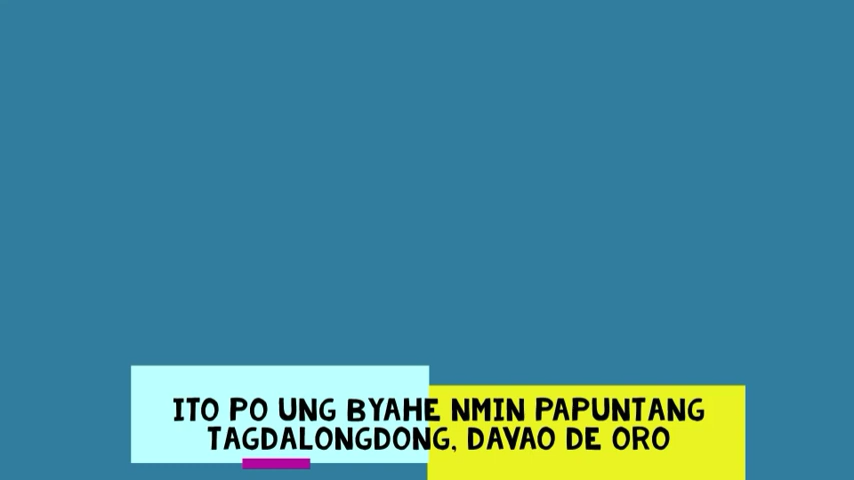 ITO PO UNG BYAHE NMIN PAPUNTANG
TAGDALONGDONG, DAVAO DE ORO